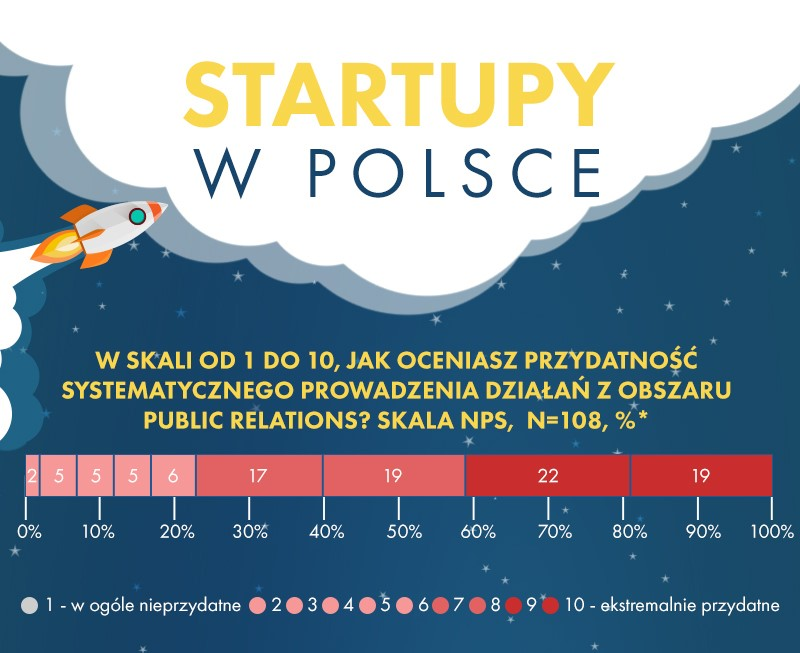 STARTUPY
W POLSCE
W SKALI OD 1 DO 10, JAK OCENIASZ PRZYDATNOŚĆ
SYSTEMATYCZNEGO PROWADZENIA DZIAŁAŃ Z OBSZARU
PUBLIC RELATIONS? SKALA NPS, N=108, %*
2 5 5 5 6 17 19 22 19
0% 10% 20% 30% 40% 50% 60% 70% 80% 90% 100%
1 - w ogóle nieprzydatne 2 3 4 5 6 7 8 9 10 - ekstremalnie przydatne